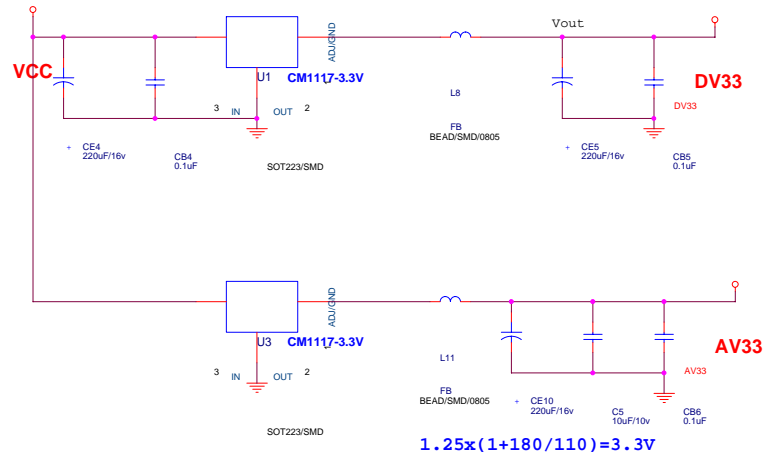 Vout
ADJ/GND
VCC
U1
CM1117-3.3V
DV33
L8
DV33
3
IN
OUT
2
1
FB
BEAD/SMD/0805
+
CE4
220uF/16v
CB4
0.1uF
SOT223/SMD
+
CE5
220uF/16v
CB5
0.1uF
ADJ/GND
U3
CM1117-3.3V
AV33
L11
AV33
3
IN
OUT
2
1
FB
BEAD/SMD/0805
+
CE10
220uF/16v
C5
10uF/10v
CB6
0.1uF
SOT223/SMD
1.25x(1+180/110)=3.3V